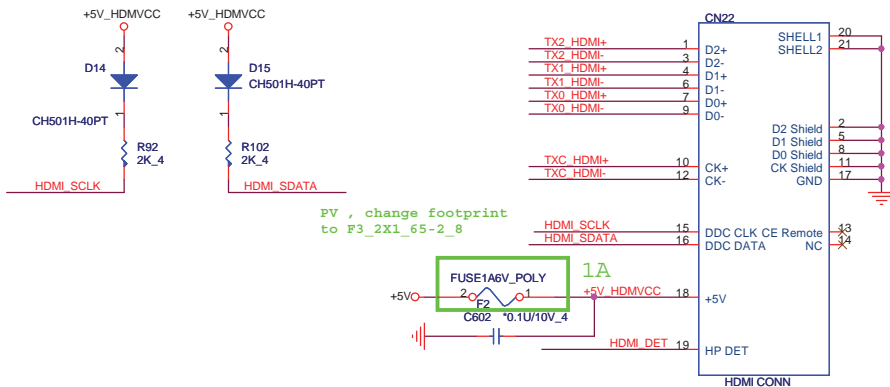 +5V_HDMVCC
+5V_HDMVCC
2
2
D14
D15
CH501H-40PT
1
1
CH501H-40PT
R92
2K_4
R102
2K_4
HDMI_SCLK
HDMI_SDATA
PV , change footprint
to F3_2X1_65-2_8
CN22
TX2_HDMI+
1
D2+
TX2_HDMI-
3
D2-
TX1_HDMI+
4
D1+
TX1_HDMI-
6
D1-
TX0_HDMI+
7
D0+
TX0_HDMI-
9
D0-
SHELL1
20
SHELL2
21
D2 Shield
2
D1 Shield
5
D0 Shield
8
CK Shield
11
GND
17
TXC_HDMI+
10
CK+
TXC_HDMI-
12
CK-
HDMI_SCLK
15
DDC CLK
CE Remote
13
HDMI_SDATA
16
DDC DATA
NC
14
1A
FUSE1A6V_POLY
+5V
2
1
F2
+5V_HDMVCC
18
+5V
C602
*0.1U/10V_4
HDMI_DET
19
HP DET
HDMI CONN